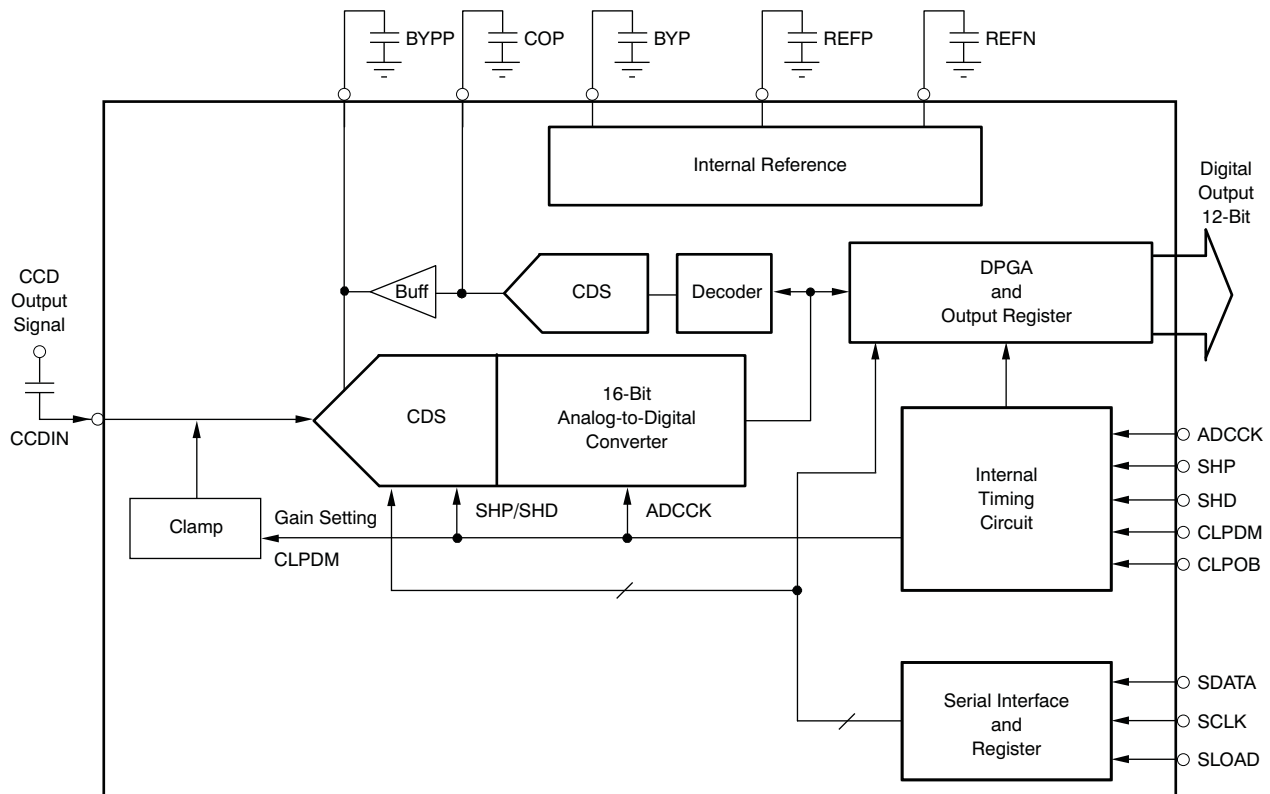 BYPP
COP
BYP
REFP
REFN
Internal Reference
Digital
Output
12-Bit
CCD
Output
Signal
Buff
CDS
Decoder
DPGA
and
Output Register
CCDIN
CDS
16-Bit
Analog-to-Digital
Converter
Internal
Timing
Circuit
ADCCK
SHP
SHD
CLPDM
CLPOB
Clamp
Gain Setting
CLPDM
SHP/SHD
ADCCK
Serial Interface
and
Register
SDATA
SCLK
SLOAD